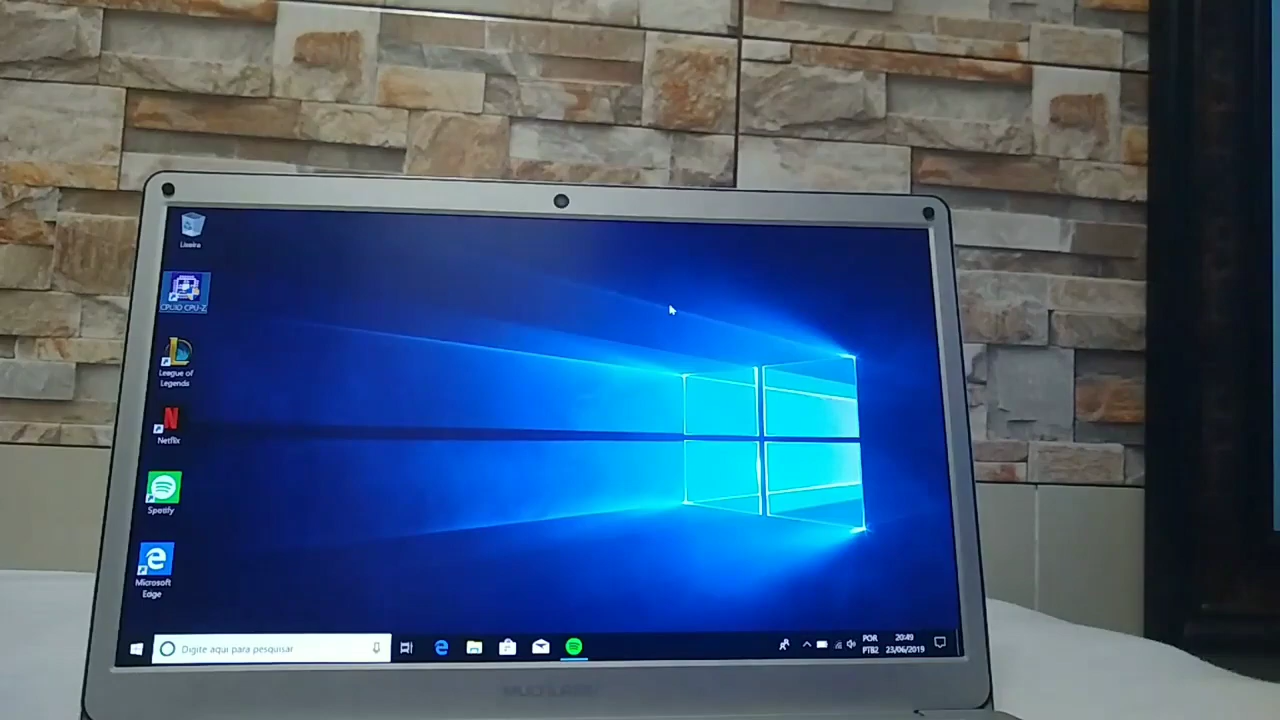 Lixeira
CPUID CPU-Z
League of
Legends
Netflix
Spotify
Microsoft
Edge
Digite aqui para pesquisar
POR
PTB2
20:49
23/06/2019
MULTILASER